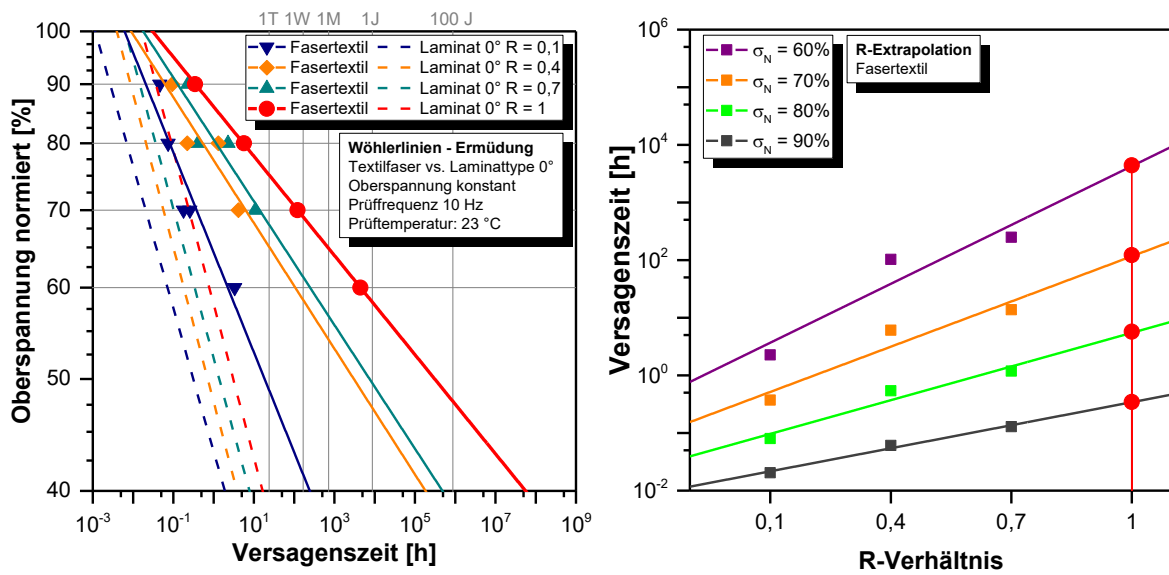 1T 1W 1M 1J 100 J
Oberspannung normiert [%]
100
90
80
70
60
50
40
Fasertextil Laminat 0° R = 0,1
Fasertextil Laminat 0° R = 0,4
Fasertextil Laminat 0° R = 0,7
Fasertextil Laminat 0° R = 1
Wöhlerlinien - Ermüdung
Textilfaser vs. Laminattype 0°
Oberspannung konstant
Prüffrequenz 10 Hz
Prüftemperatur: 23 °C
10⁻³ 10⁻¹ 10¹ 10³ 10⁵ 10⁷ 10⁹
Versagenszeit [h]
Versagenszeit [h]
10⁶
10⁴
10²
10⁰
10⁻²
σN = 60%
σN = 70%
σN = 80%
σN = 90%
R-Extrapolation
Fasertextil
0,1 0,4 0,7 1
R-Verhältnis